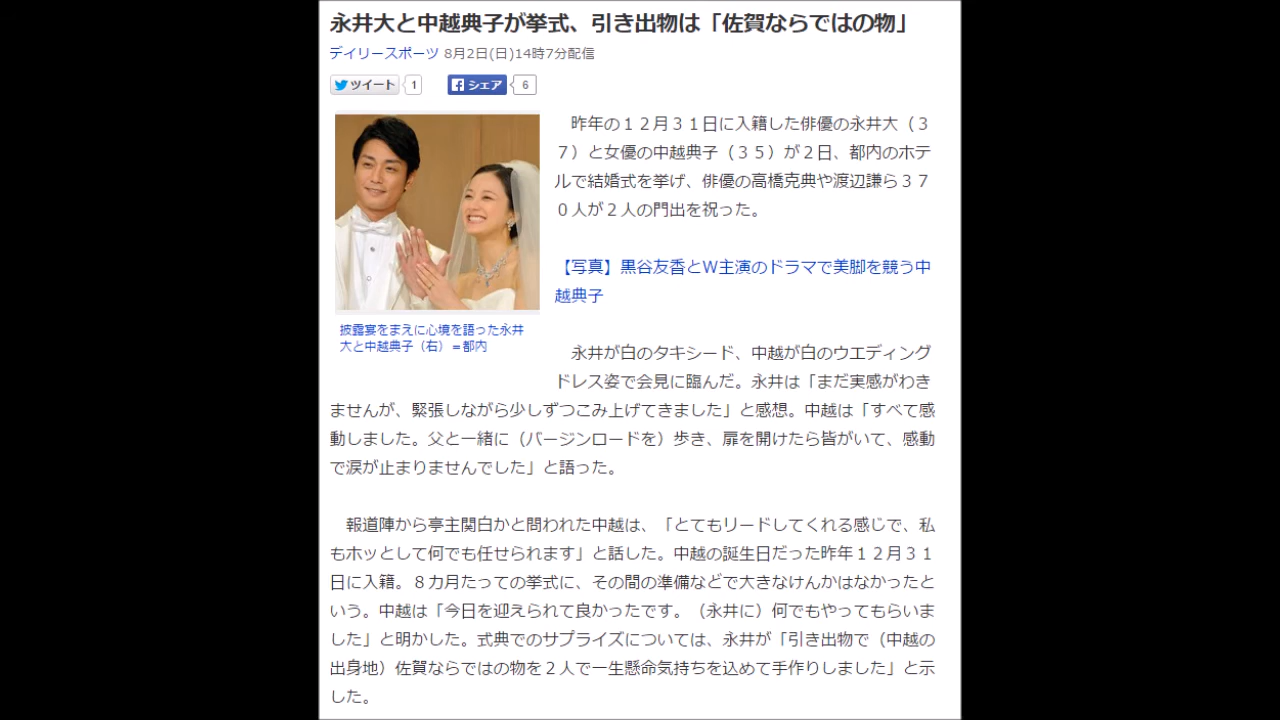 永井大と中越典子が挙式、引き出物は「佐賀ならではの物」
デイリースポーツ 8月2日(日)14時7分配信
ツイート 1 シェア 6
昨年の１２月３１日に入籍した俳優の永井大（３
７）と女優の中越典子（３５）が２日、都内のホテ
ルで結婚式を挙げ、俳優の高橋克典や渡辺謙ら３７
０人が２人の門出を祝った。
【写真】黒谷友香とＷ主演のドラマで美脚を競う中
越典子
披露宴をまえに心境を語った永井
大と中越典子（右）＝都内
永井が白のタキシード、中越が白のウエディング
ドレス姿で会見に臨んだ。永井は「まだ実感がわき
ませんが、緊張しながら少しずつこみ上げてきました」と感想。中越は「すべて感
動しました。父と一緒に（バージンロードを）歩き、扉を開けたら皆がいて、感動
で涙が止まりませんでした」と語った。
報道陣から亭主関白かと問われた中越は、「とてもリードしてくれる感じで、私
もホッとして何でも任せられます」と話した。中越の誕生日だった昨年１２月３１
日に入籍。８カ月たっての挙式に、その間の準備などで大きなけんかはなかったと
いう。中越は「今日を迎えられて良かったです。（永井に）何でもやってもらいま
した」と明かした。式典でのサプライズについては、永井が「引き出物で（中越の
出身地）佐賀ならではの物を２人で一生懸命気持ちを込めて手作りしました」と示
した。